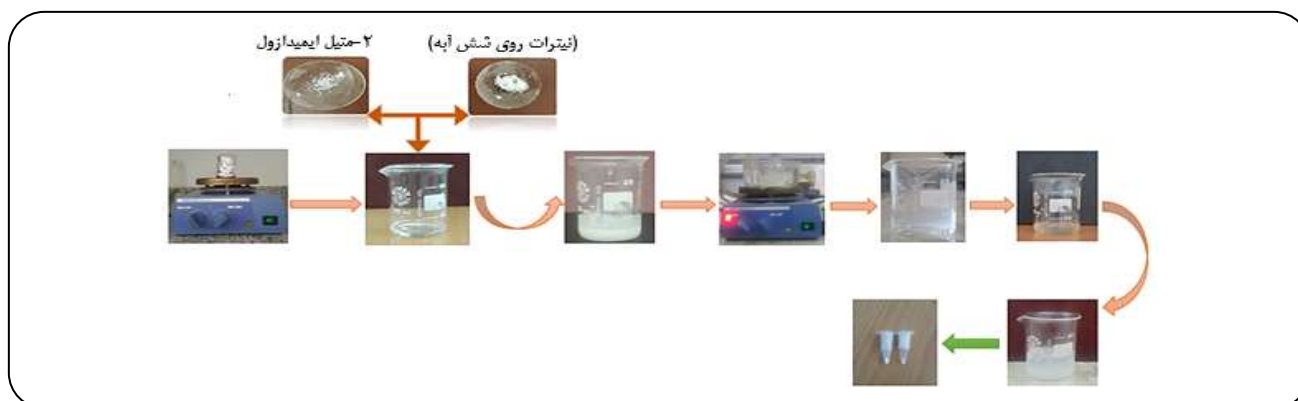 ۲-متیل ایمیدازول
(نیترات روی شش آبه)